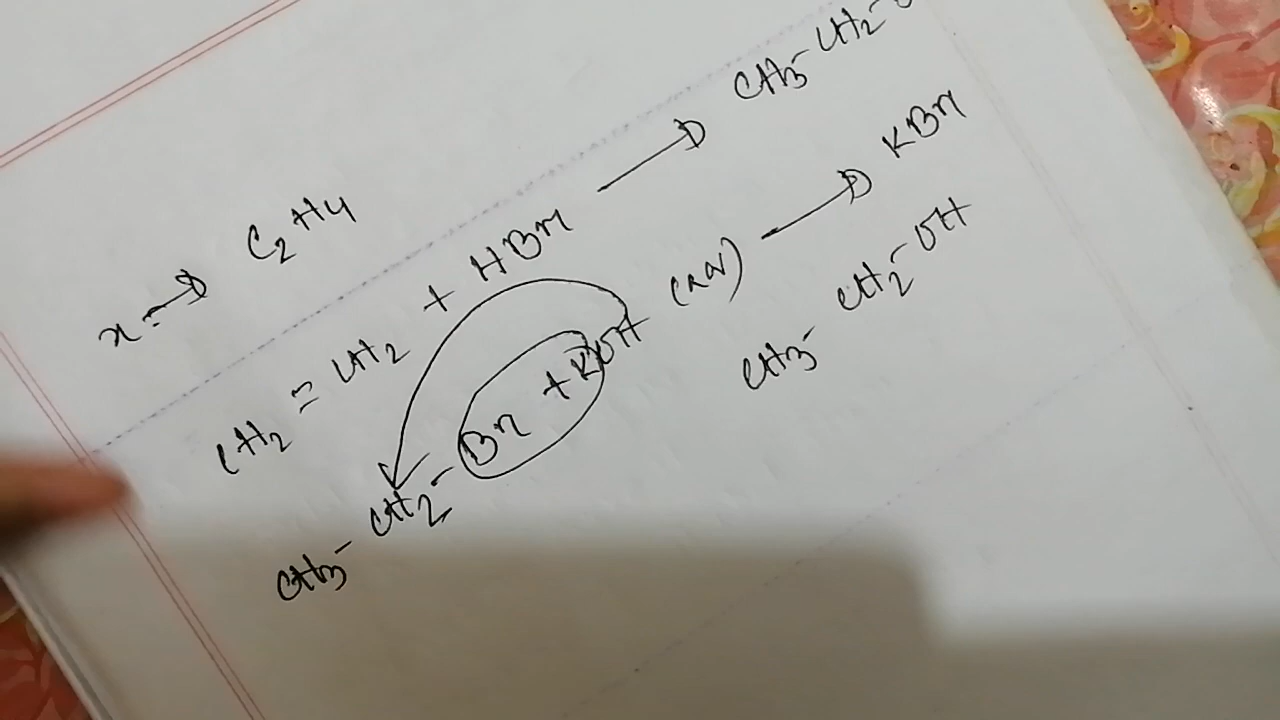 x → C2H4
CH2 = CH2 + HBr → CH3-CH2-
CH3-CH2-Br + KOH (aq) → KBr
CH3-CH2-OH